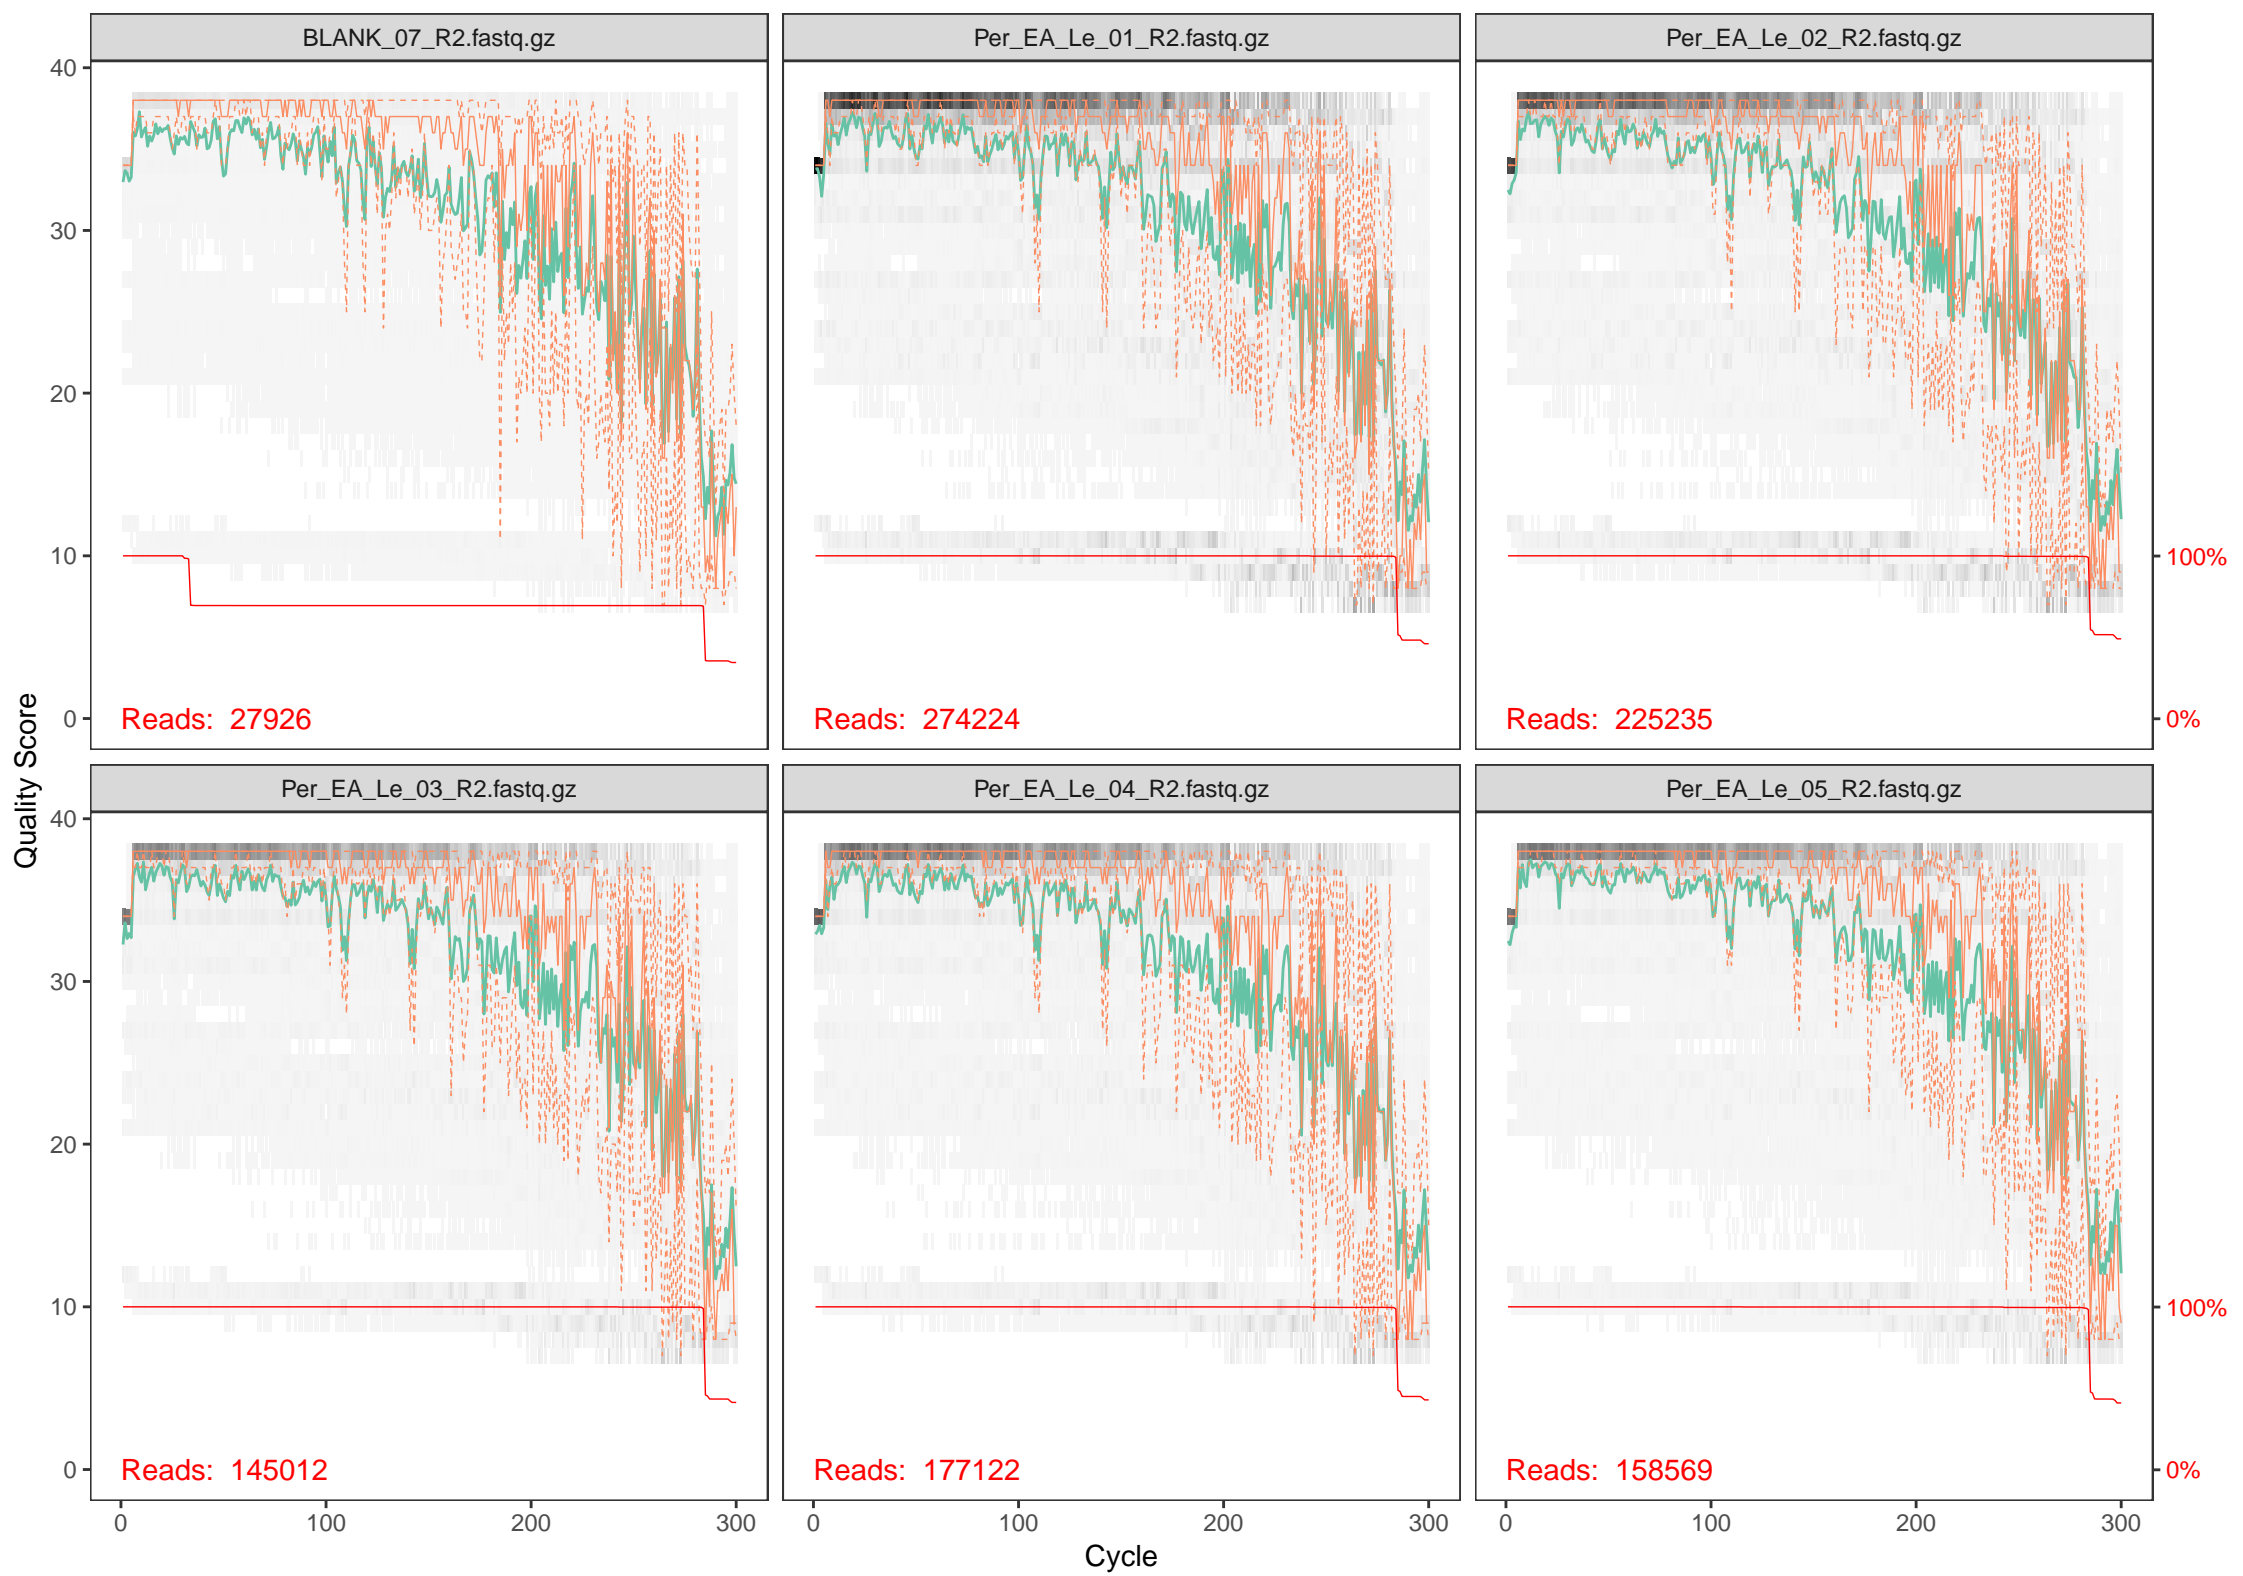 BLANK_07_R2.fastq.gz
Per_EA_Le_01_R2.fastq.gz
Per_EA_Le_02_R2.fastq.gz
40
30
20
10
0
Reads: 27926
Reads: 274224
Reads: 225235
100%
0%
Per_EA_Le_03_R2.fastq.gz
Per_EA_Le_04_R2.fastq.gz
Per_EA_Le_05_R2.fastq.gz
40
30
20
10
0
Reads: 145012
Reads: 177122
Reads: 158569
100%
0%
0 100 200 300
0 100 200 300
0 100 200 300
Quality Score
Cycle